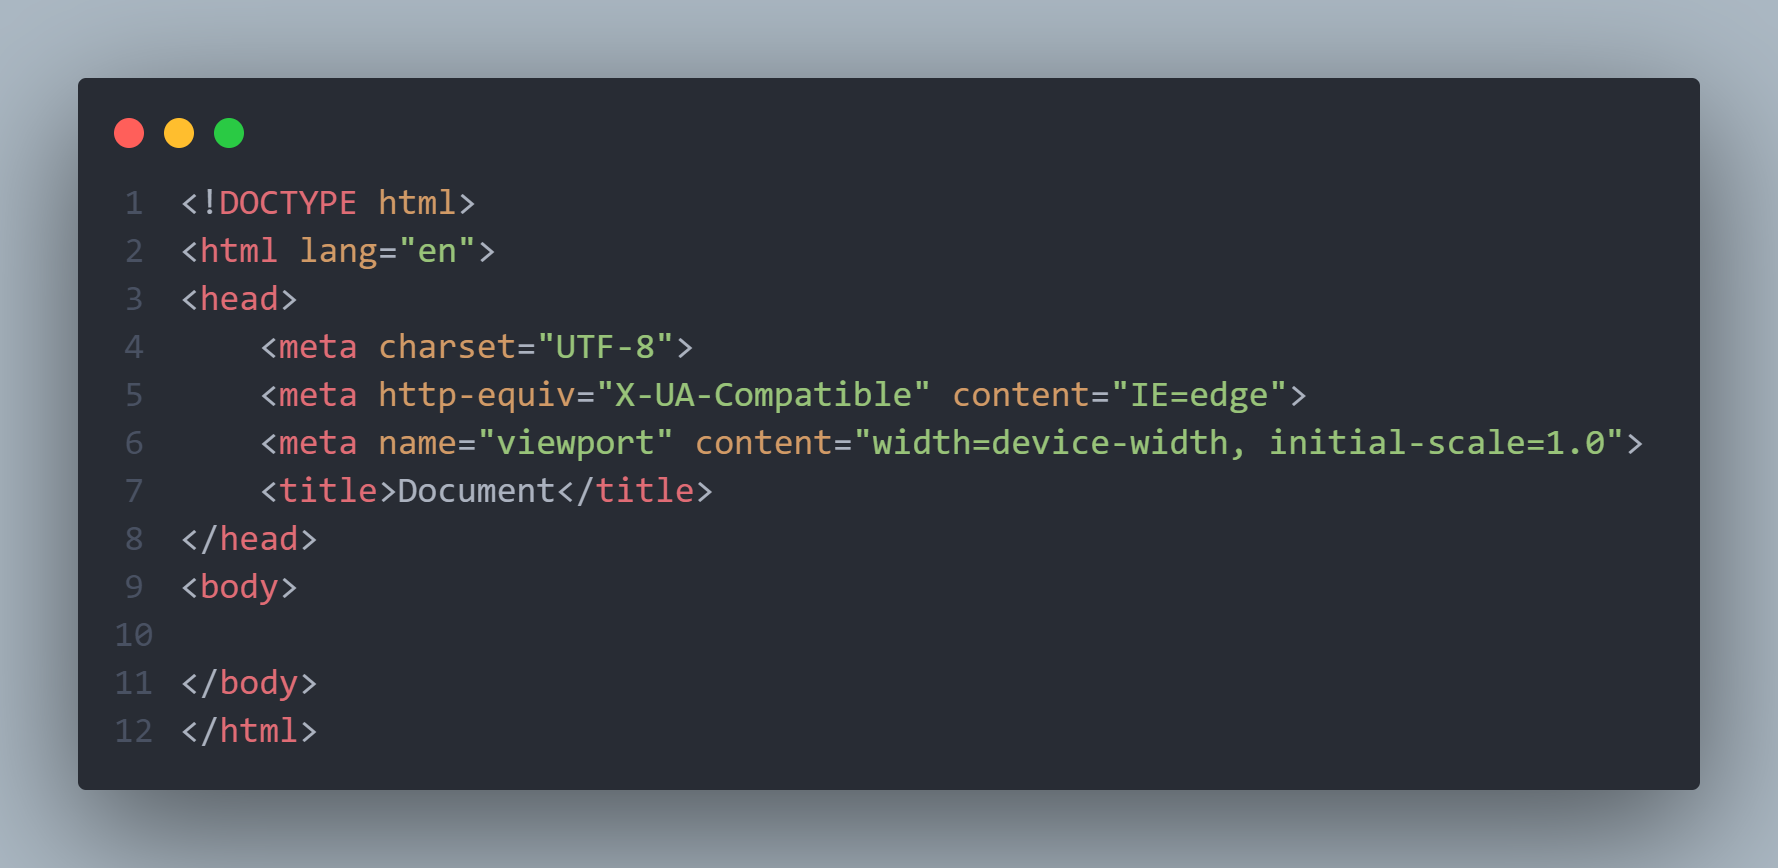 1 <!DOCTYPE html>
2 <html lang="en">
3 <head>
4     <meta charset="UTF-8">
5     <meta http-equiv="X-UA-Compatible" content="IE=edge">
6     <meta name="viewport" content="width=device-width, initial-scale=1.0">
7     <title>Document</title>
8 </head>
9 <body>
10
11 </body>
12 </html>